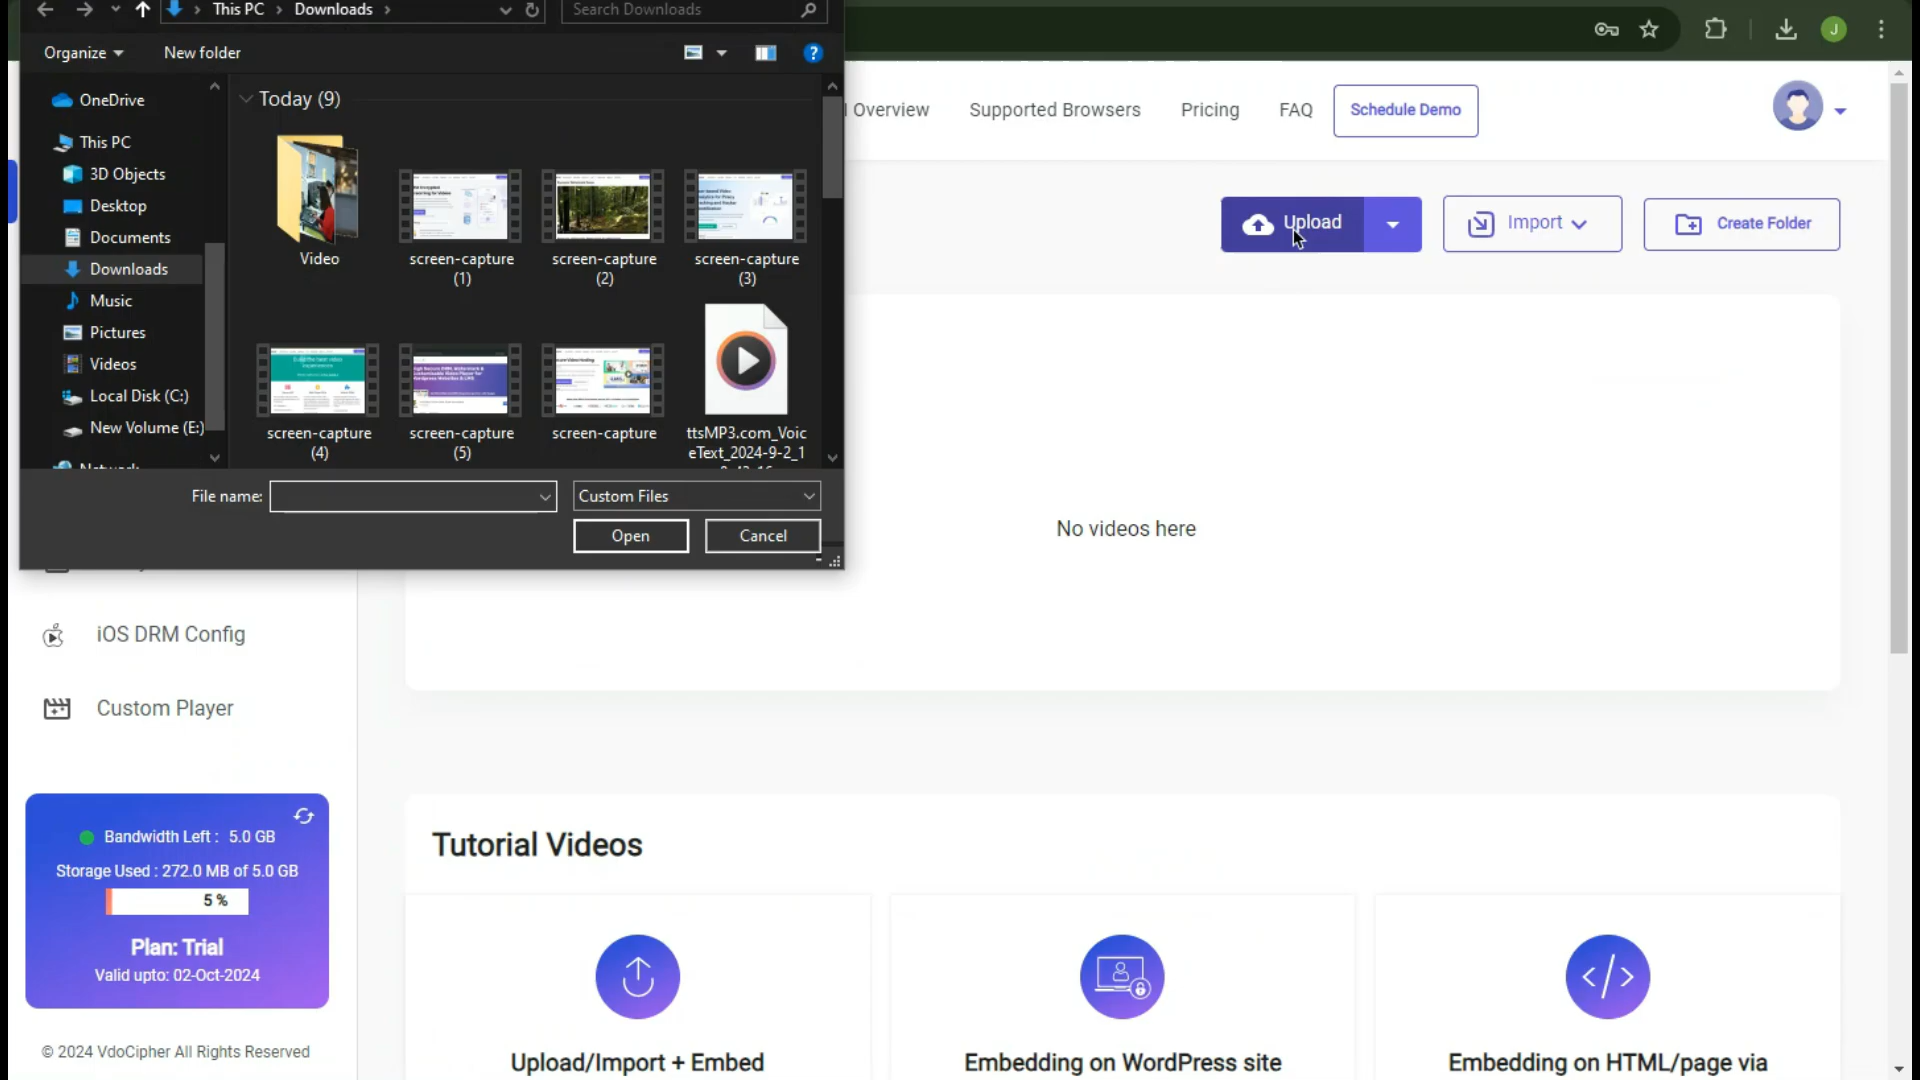 This PC > Downloads >
Search Downloads
Organize
New folder
OneDrive
This PC
3D Objects
Desktop
Documents
Downloads
Music
Pictures
Videos
Local Disk (C:)
New Volume (E:)
Today (9)
Video
screen-capture
(1)
screen-capture
(2)
screen-capture
(3)
screen-capture
(4)
screen-capture
(5)
screen-capture
ttsMP3.com_Voic
eText_2024-9-2_1
File name:
Custom Files
Open
Cancel
J
Overview
Supported Browsers
Pricing
FAQ
Schedule Demo
Upload
Import
Create Folder
No videos here
iOS DRM Config
Custom Player
Bandwidth Left : 5.0 GB
Storage Used : 272.0 MB of 5.0 GB
5 %
Plan: Trial
Valid upto: 02-Oct-2024
© 2024 VdoCipher All Rights Reserved
Tutorial Videos
Upload/Import + Embed
Embedding on WordPress site
Embedding on HTML/page via